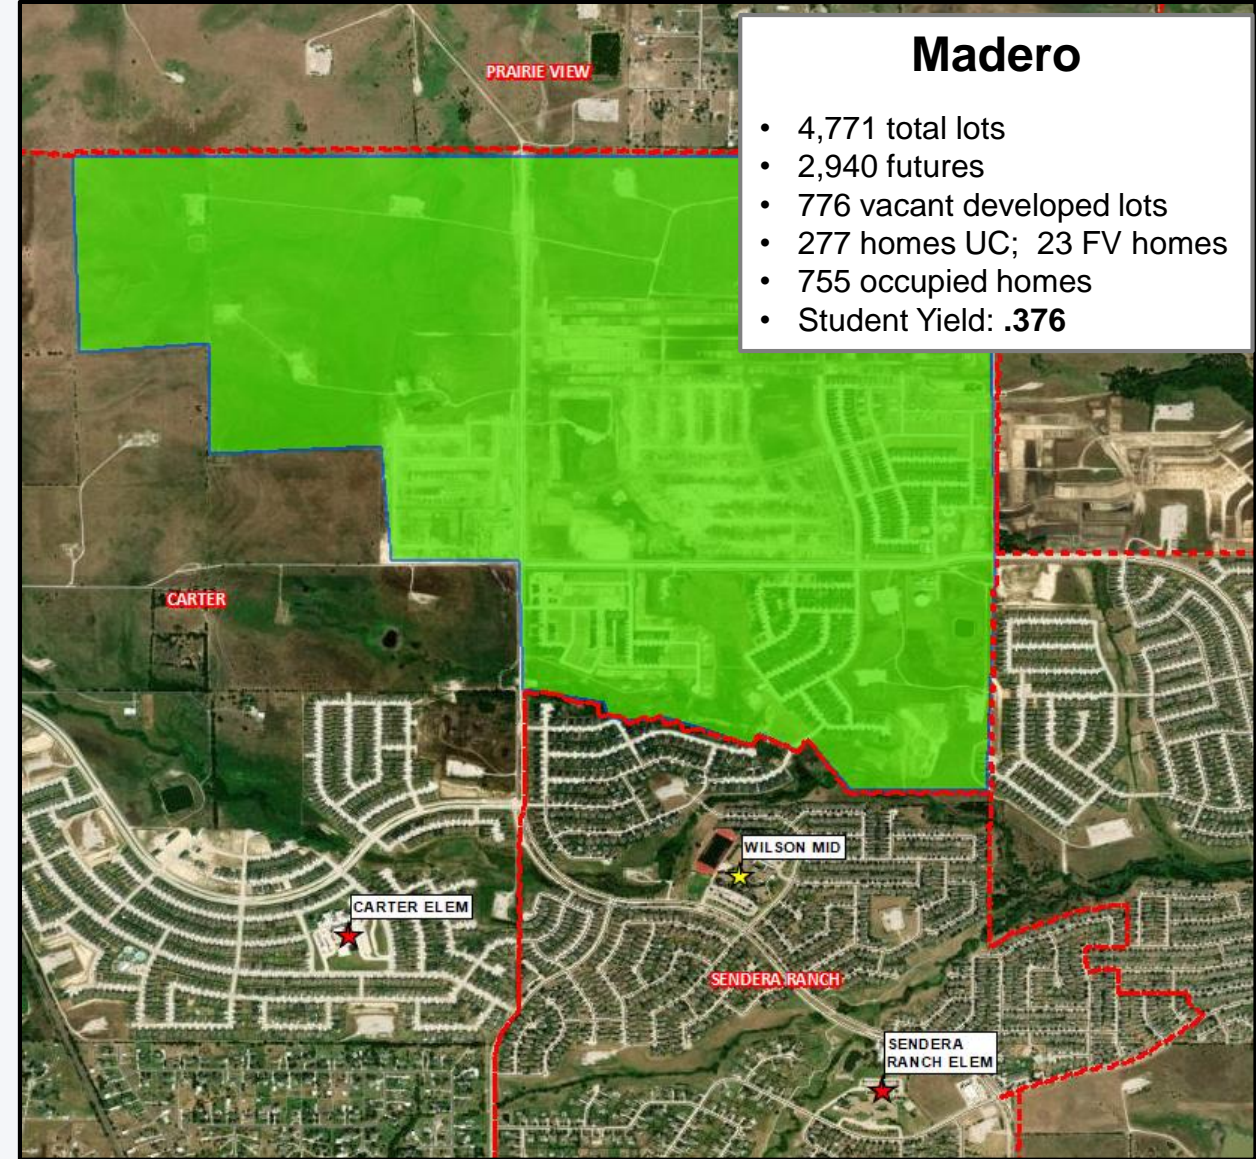 Madero
• 4,771 total lots
• 2,940 futures
• 776 vacant developed lots
• 277 homes UC; 23 FV homes
• 755 occupied homes
• Student Yield: .376
PRAIRIE VIEW
CARTER
WILSON MID
CARTER ELEM
SENDERA RANCH
SENDERA
RANCH ELEM